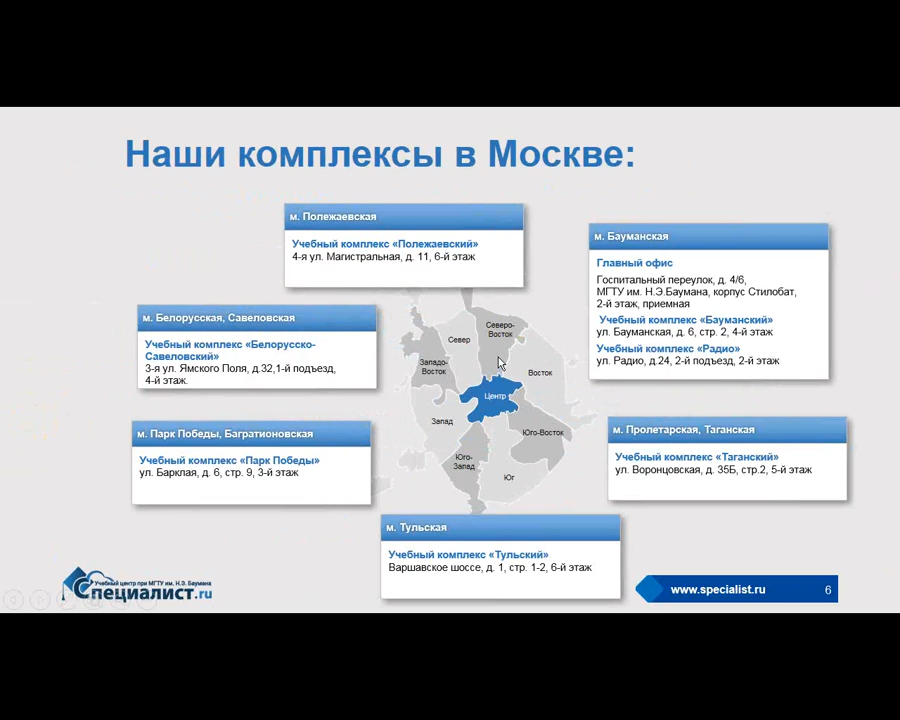 Наши комплексы в Москве:
м. Полежаевская
Учебный комплекс «Полежаевский»
4-я ул. Магистральная, д. 11, 6-й этаж
м. Бауманская
Главный офис
Госпитальный переулок, д. 4/6,
МГТУ им. Н.Э.Баумана, корпус Стилобат,
2-й этаж, приемная
Учебный комплекс «Бауманский»
ул. Бауманская, д. 6, стр. 2, 4-й этаж
Учебный комплекс «Радио»
ул. Радио, д.24, 2-й подъезд, 2-й этаж
м. Белорусская, Савеловская
Учебный комплекс «Белорусско-
Савеловский»
3-я ул. Ямского Поля, д.32,1-й подъезд,
4-й этаж.
Северо-
Восток
Север
Западо-
Восток
Восток
Центр
Запад
Юго-Восток
Юго-
Запад
Юг
м. Парк Победы, Багратионовская
Учебный комплекс «Парк Победы»
ул. Барклая, д. 6, стр. 9, 3-й этаж
м. Пролетарская, Таганская
Учебный комплекс «Таганский»
ул. Воронцовская, д. 35Б, стр.2, 5-й этаж
м. Тульская
Учебный комплекс «Тульский»
Варшавское шоссе, д. 1, стр. 1-2, 6-й этаж
Учебный центр при МГТУ им. Н.Э. Баумана
Специалист.ru
www.specialist.ru
6